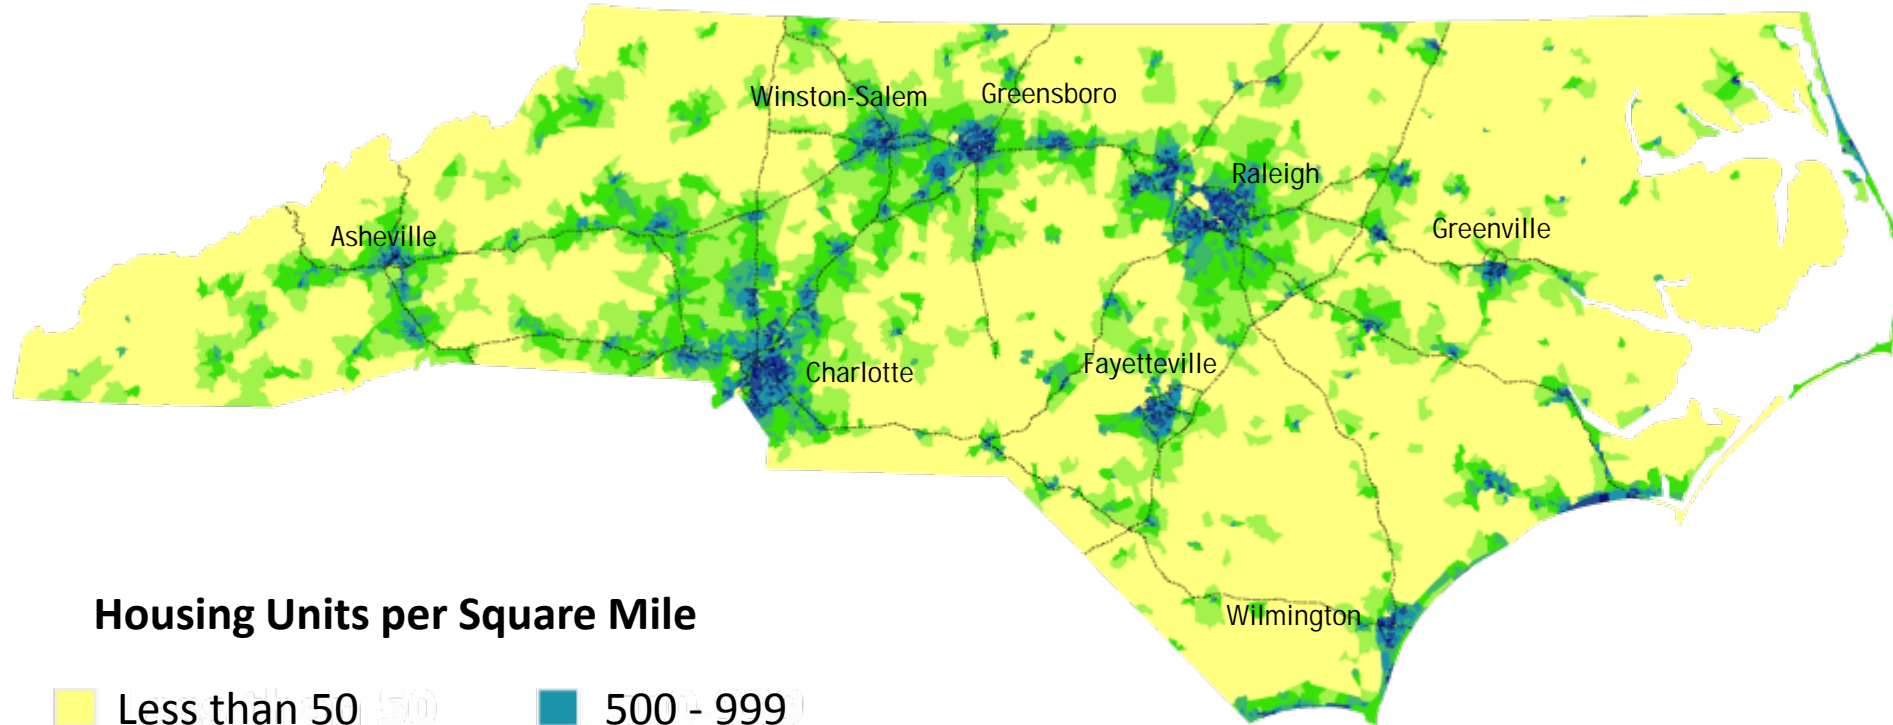 Winston-Salem
Greensboro
Raleigh
Asheville
Greenville
Charlotte
Fayetteville
Wilmington
Housing Units per Square Mile
Less than 50
500 - 999